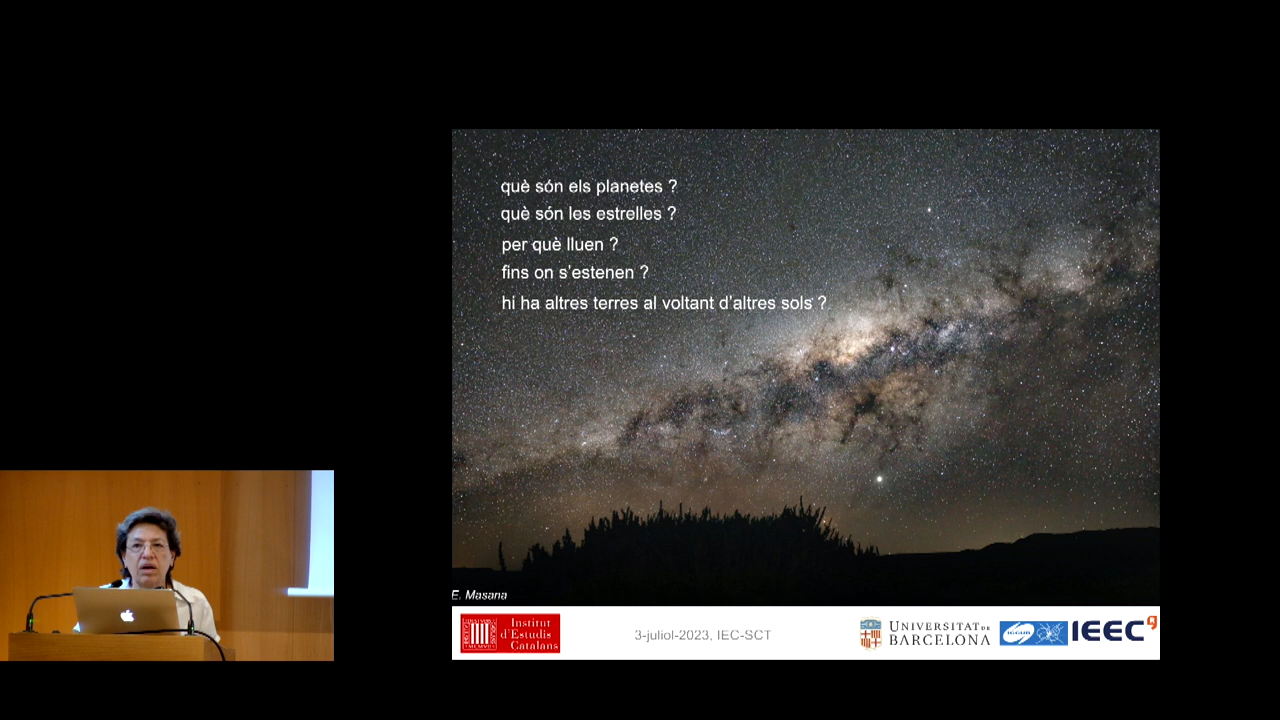 què són els planetes ?
què són les estrelles ?
per què lluen ?
fins on s'estenen ?
hi ha altres terres al voltant d'altres sols ?
E. Masana
Institut
d'Estudis
Catalans
3-juliol-2023, IEC-SCT
UNIVERSITAT DE
BARCELONA
IEEC